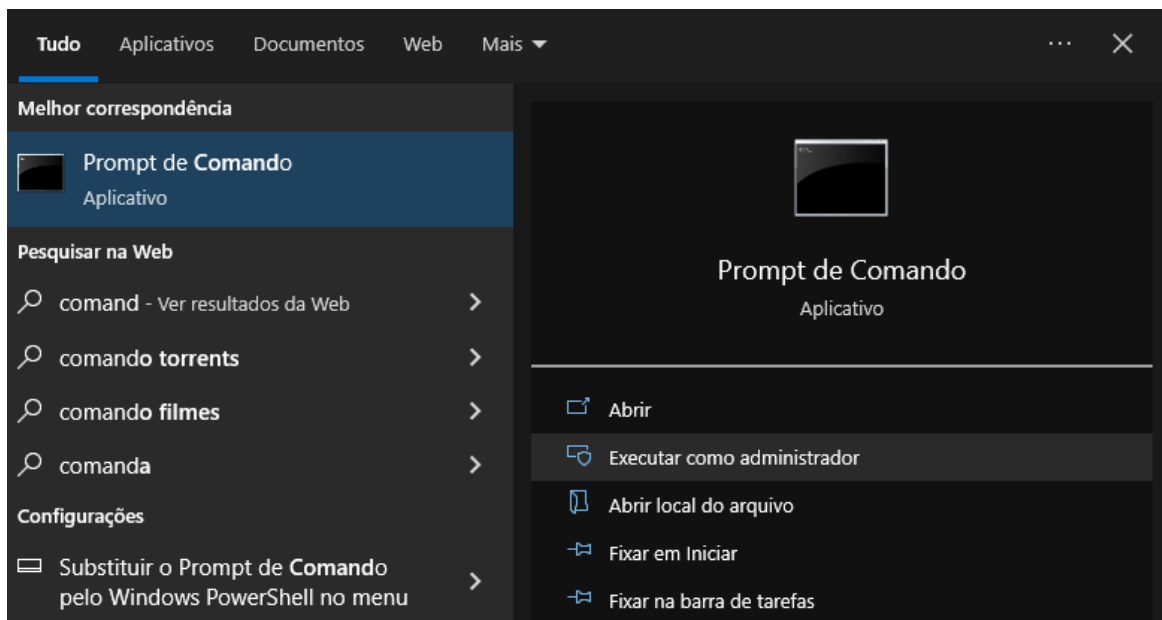 Tudo Aplicativos Documentos Web Mais
Melhor correspondência
Prompt de Comando
Aplicativo
Pesquisar na Web
comand - Ver resultados da Web
comando torrents
comando filmes
comanda
Configurações
Substituir o Prompt de Comando
pelo Windows PowerShell no menu
Prompt de Comando
Aplicativo
Abrir
Executar como administrador
Abrir local do arquivo
Fixar em Iniciar
Fixar na barra de tarefas